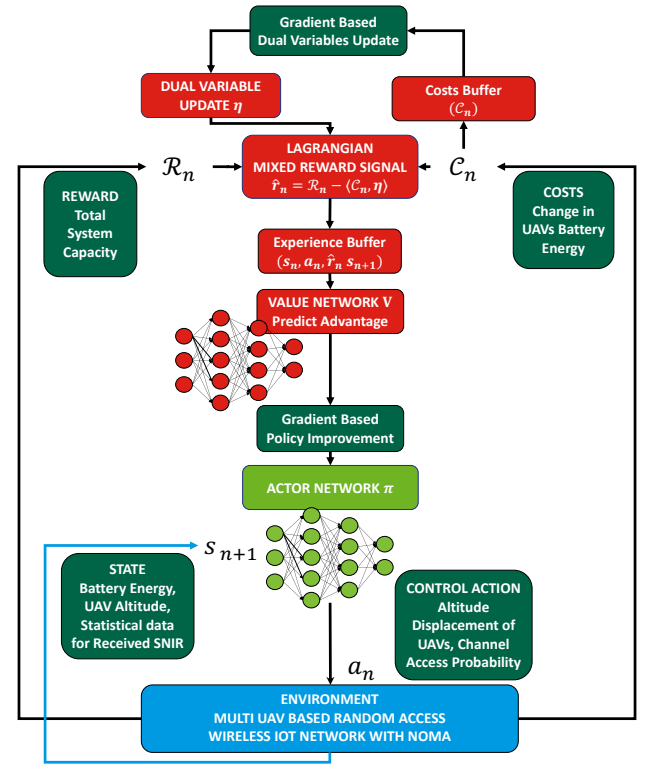 Gradient Based
Dual Variables Update
DUAL VARIABLE
UPDATE η
Costs Buffer
(𝒞ₙ)
LAGRANGIAN
MIXED REWARD SIGNAL
r̂ₙ = ℛₙ − ⟨𝒞ₙ, η⟩
ℛₙ
𝒞ₙ
REWARD
Total
System
Capacity
COSTS
Change in
UAVs Battery
Energy
Experience Buffer
(sₙ, aₙ, r̂ₙ sₙ₊₁)
VALUE NETWORK V
Predict Advantage
Gradient Based
Policy Improvement
ACTOR NETWORK π
sₙ₊₁
STATE
Battery Energy,
UAV Altitude,
Statistical data
for Received SNIR
CONTROL ACTION
Altitude
Displacement of
UAVs, Channel
Access Probability
aₙ
ENVIRONMENT
MULTI UAV BASED RANDOM ACCESS
WIRELESS IOT NETWORK WITH NOMA